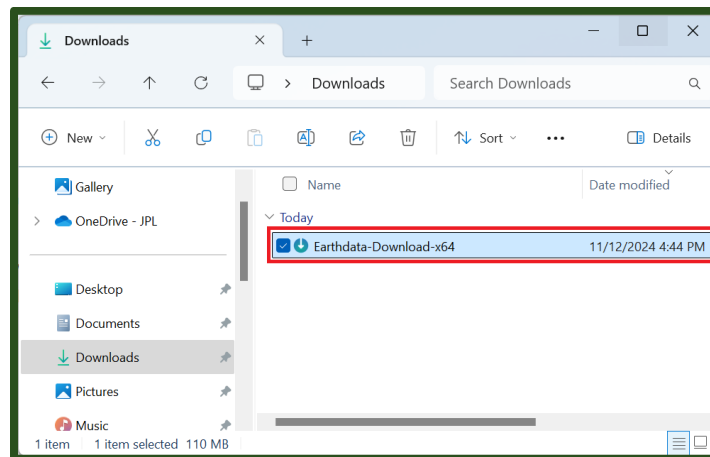 Downloads
Downloads
Search Downloads
New
Sort
Details
Gallery
OneDrive - JPL
Desktop
Documents
Downloads
Pictures
Music
Name
Date modified
Today
Earthdata-Download-x64
11/12/2024 4:44 PM
1 item
1 item selected 110 MB